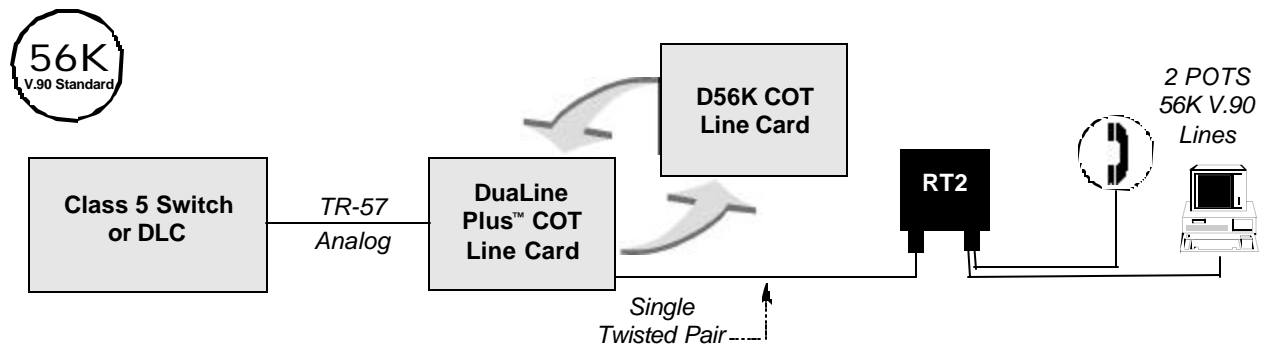 56K
V.90 Standard
D56K COT
Line Card
2 POTS
56K V.90
Lines
Class 5 Switch
or DLC
TR-57
Analog
DuaLine
Plus™ COT
Line Card
RT2
Single
Twisted Pair